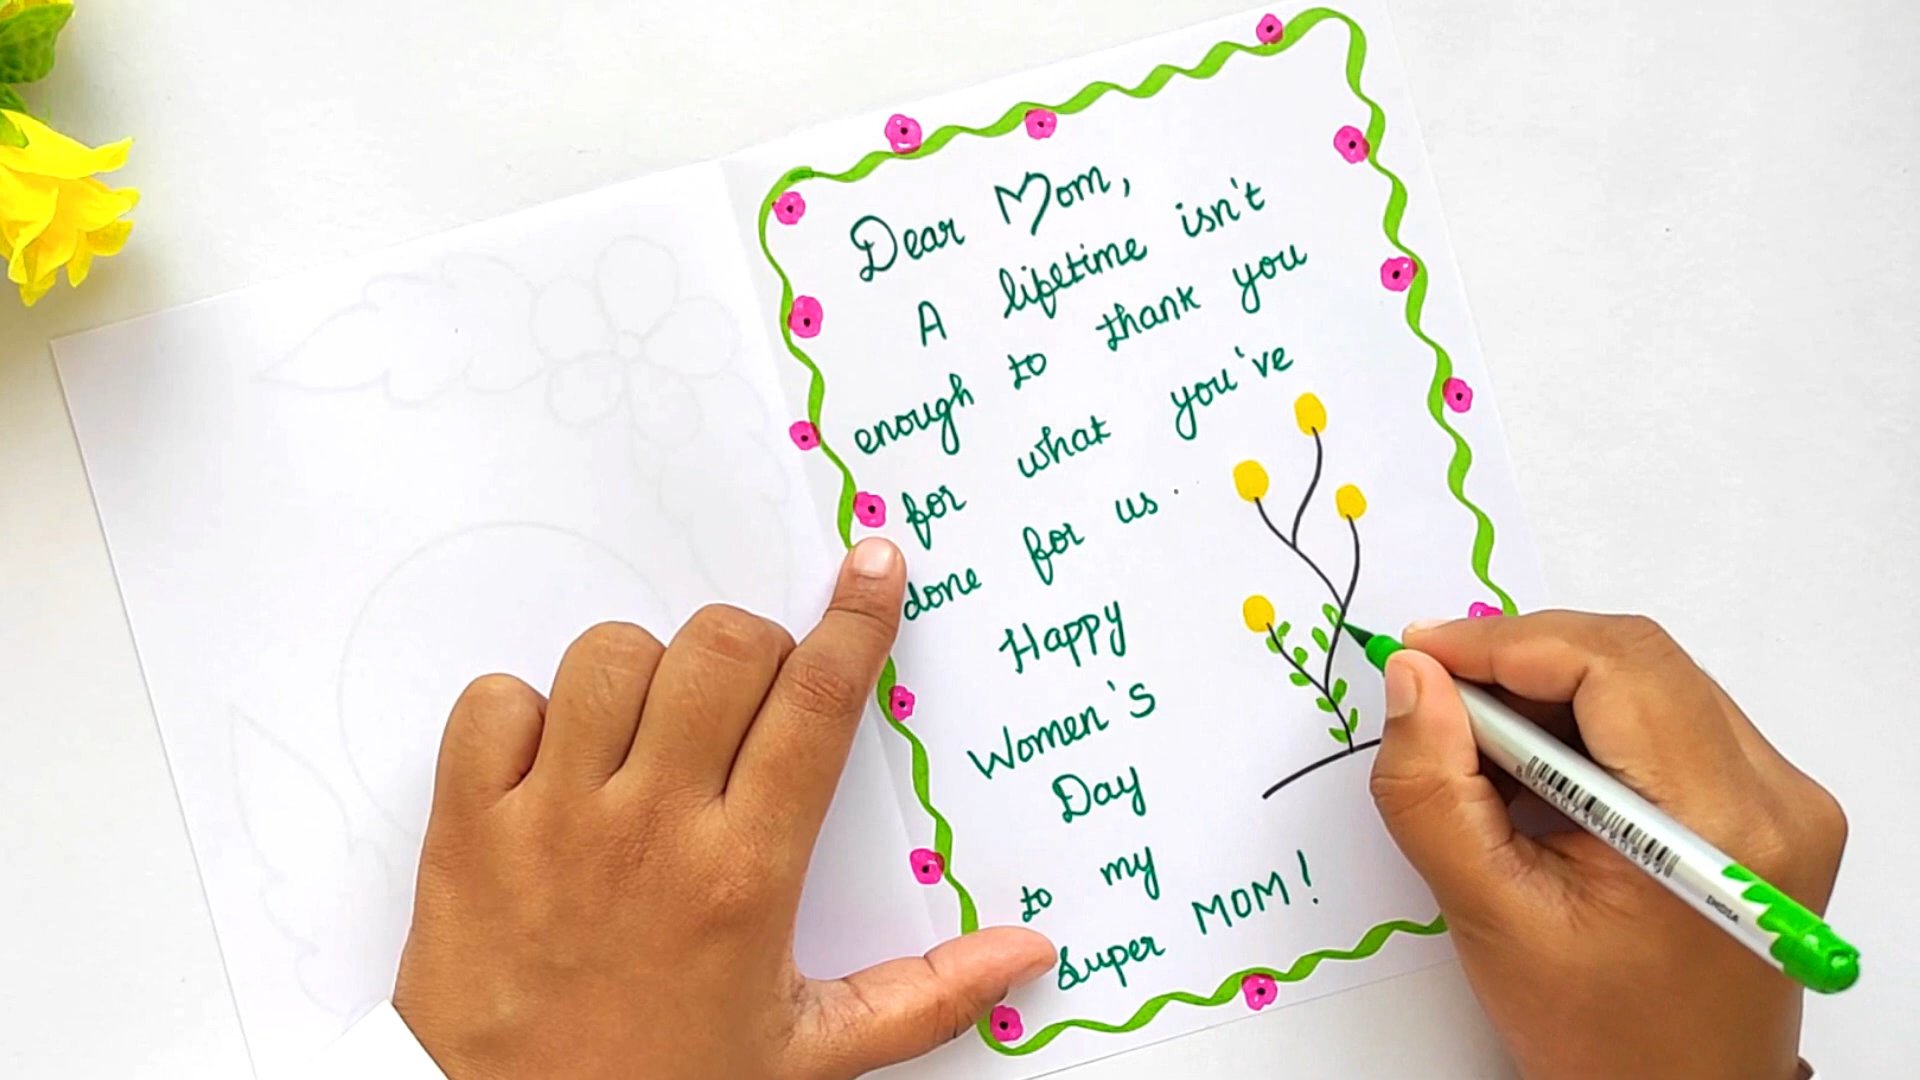 Dear Mom,
A lifetime isn't
enough to thank you
for what you've
done for us.
Happy
Women's
Day
to my
Super MOM!
INDIA